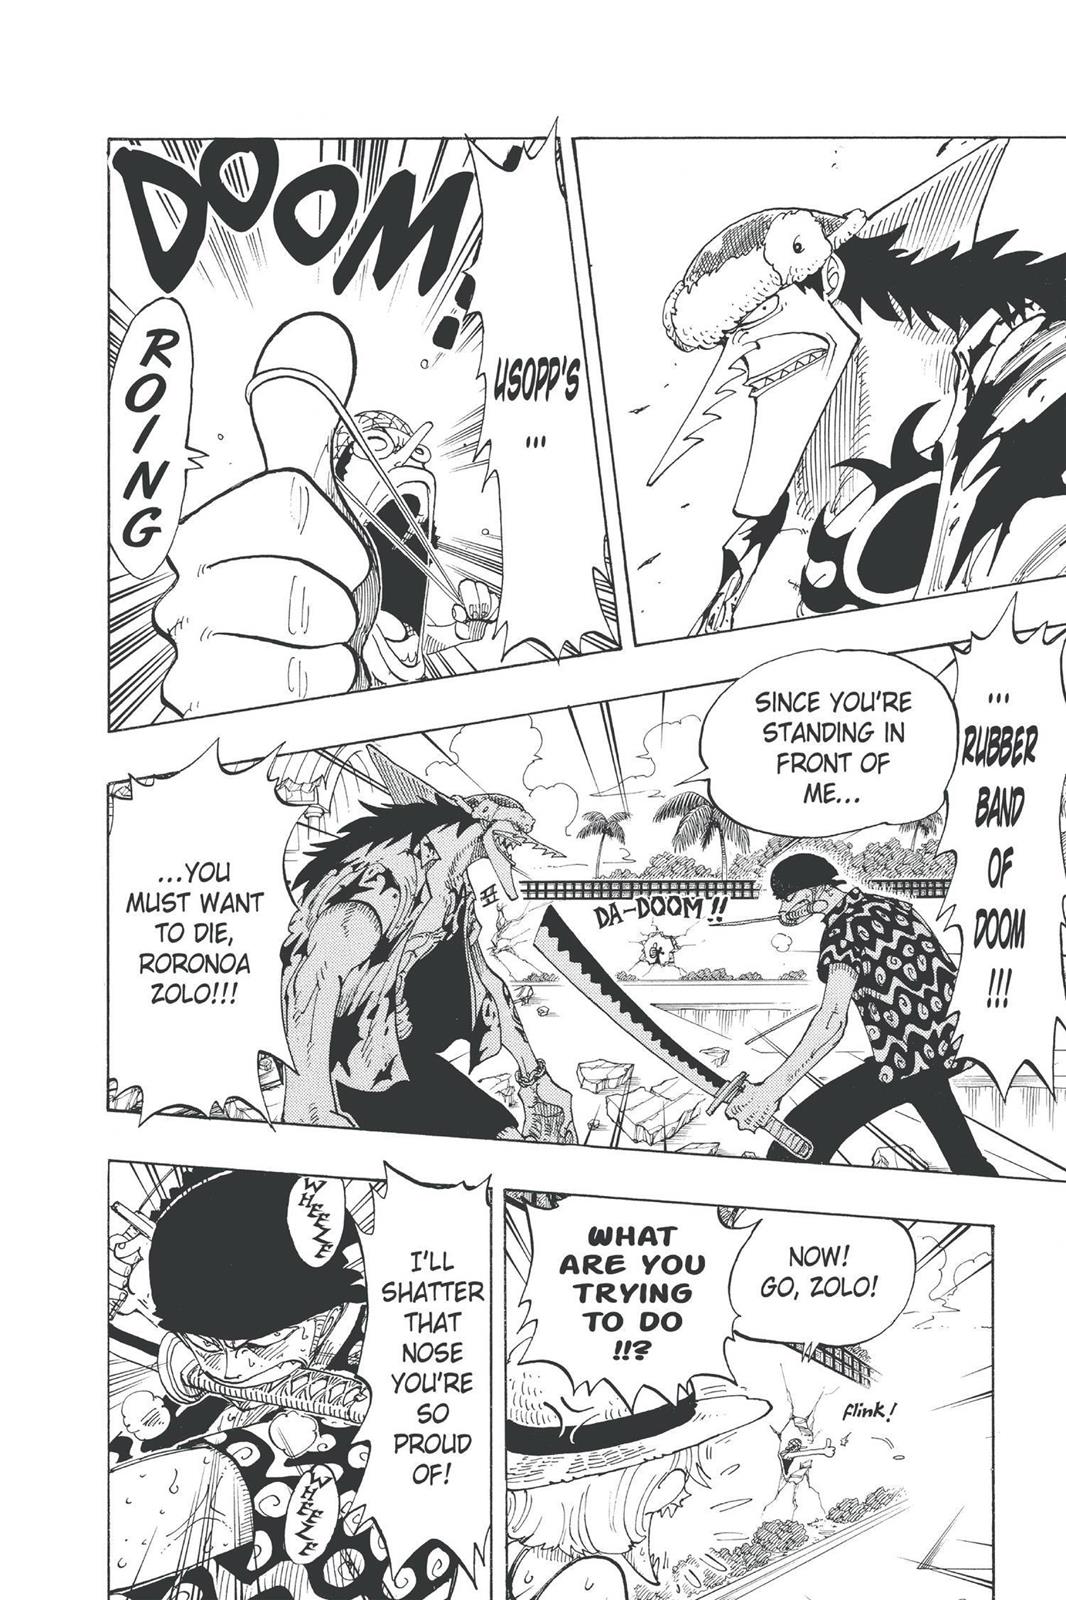 DOOM!!
ROING
USOPP'S
...
...
RUBBER
BAND
OF
DOOM
!!!
SINCE YOU'RE
STANDING IN
FRONT OF
ME...
DA-DOOM!!
...YOU
MUST WANT
TO DIE,
RORONOA
ZOLO!!!
WHEEZE
I'LL
SHATTER
THAT
NOSE
YOU'RE
SO
PROUD
OF!
WHEEZE
WHAT
ARE YOU
TRYING
TO DO
!!?
NOW!
GO, ZOLO!
flink!